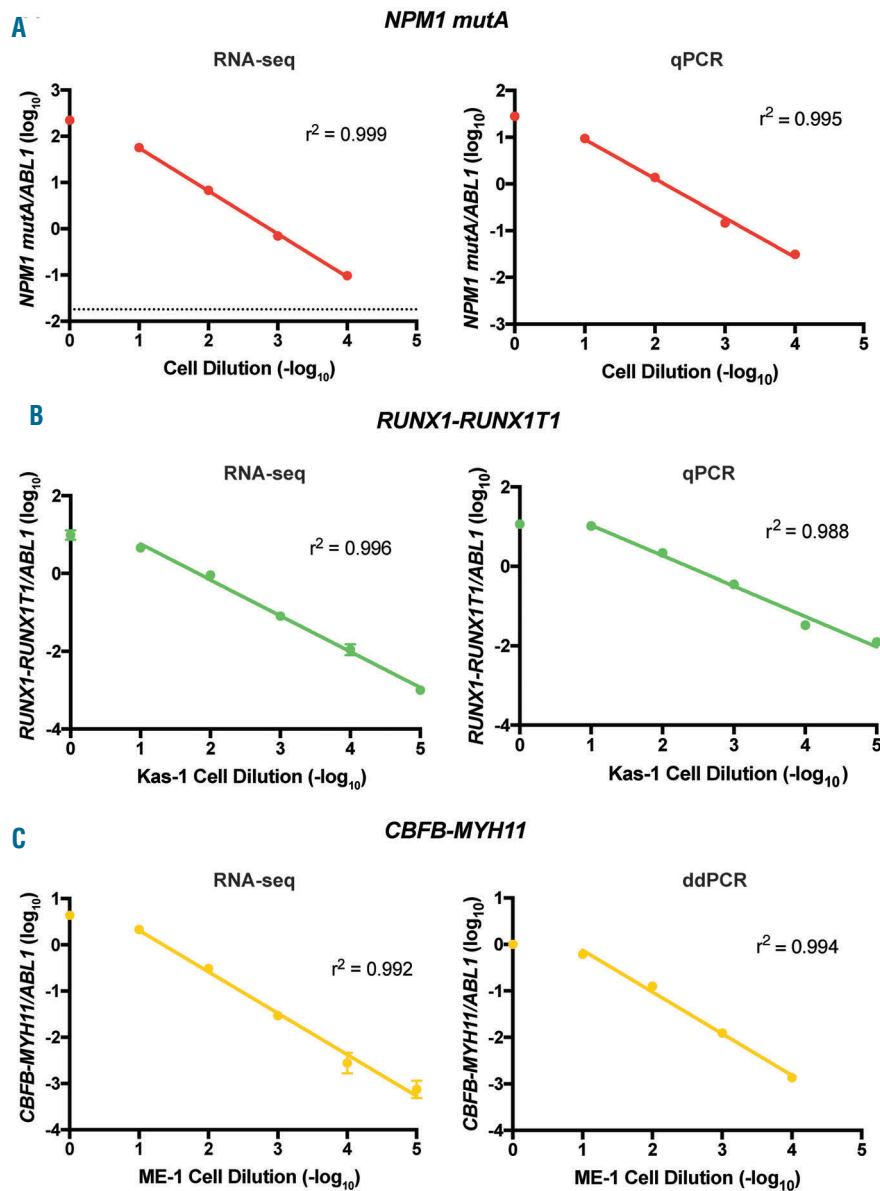 A
NPM1 mutA
RNA-seq
qPCR
NPM1 mutA/ABL1 (log10)
3
2
1
0
-1
-2
r2 = 0.999
0 1 2 3 4 5
Cell Dilution (-log10)
NPM1 mutA/ABL1 (log10)
2
1
0
-1
-2
-3
r2 = 0.995
0 1 2 3 4 5
Cell Dilution (-log10)
B
RUNX1-RUNX1T1
RNA-seq
qPCR
RUNX1-RUNX1T1/ABL1 (log10)
2
0
-2
-4
r2 = 0.996
0 1 2 3 4 5
Kas-1 Cell Dilution (-log10)
RUNX1-RUNX1T1/ABL1 (log10)
2
0
-2
-4
r2 = 0.988
0 1 2 3 4 5
Kas-1 Cell Dilution (-log10)
C
CBFB-MYH11
RNA-seq
ddPCR
CBFB-MYH11/ABL1 (log10)
1
0
-1
-2
-3
-4
r2 = 0.992
0 1 2 3 4 5
ME-1 Cell Dilution (-log10)
CBFB-MYH11/ABL1 (log10)
1
0
-1
-2
-3
-4
r2 = 0.994
0 1 2 3 4 5
ME-1 Cell Dilution (-log10)